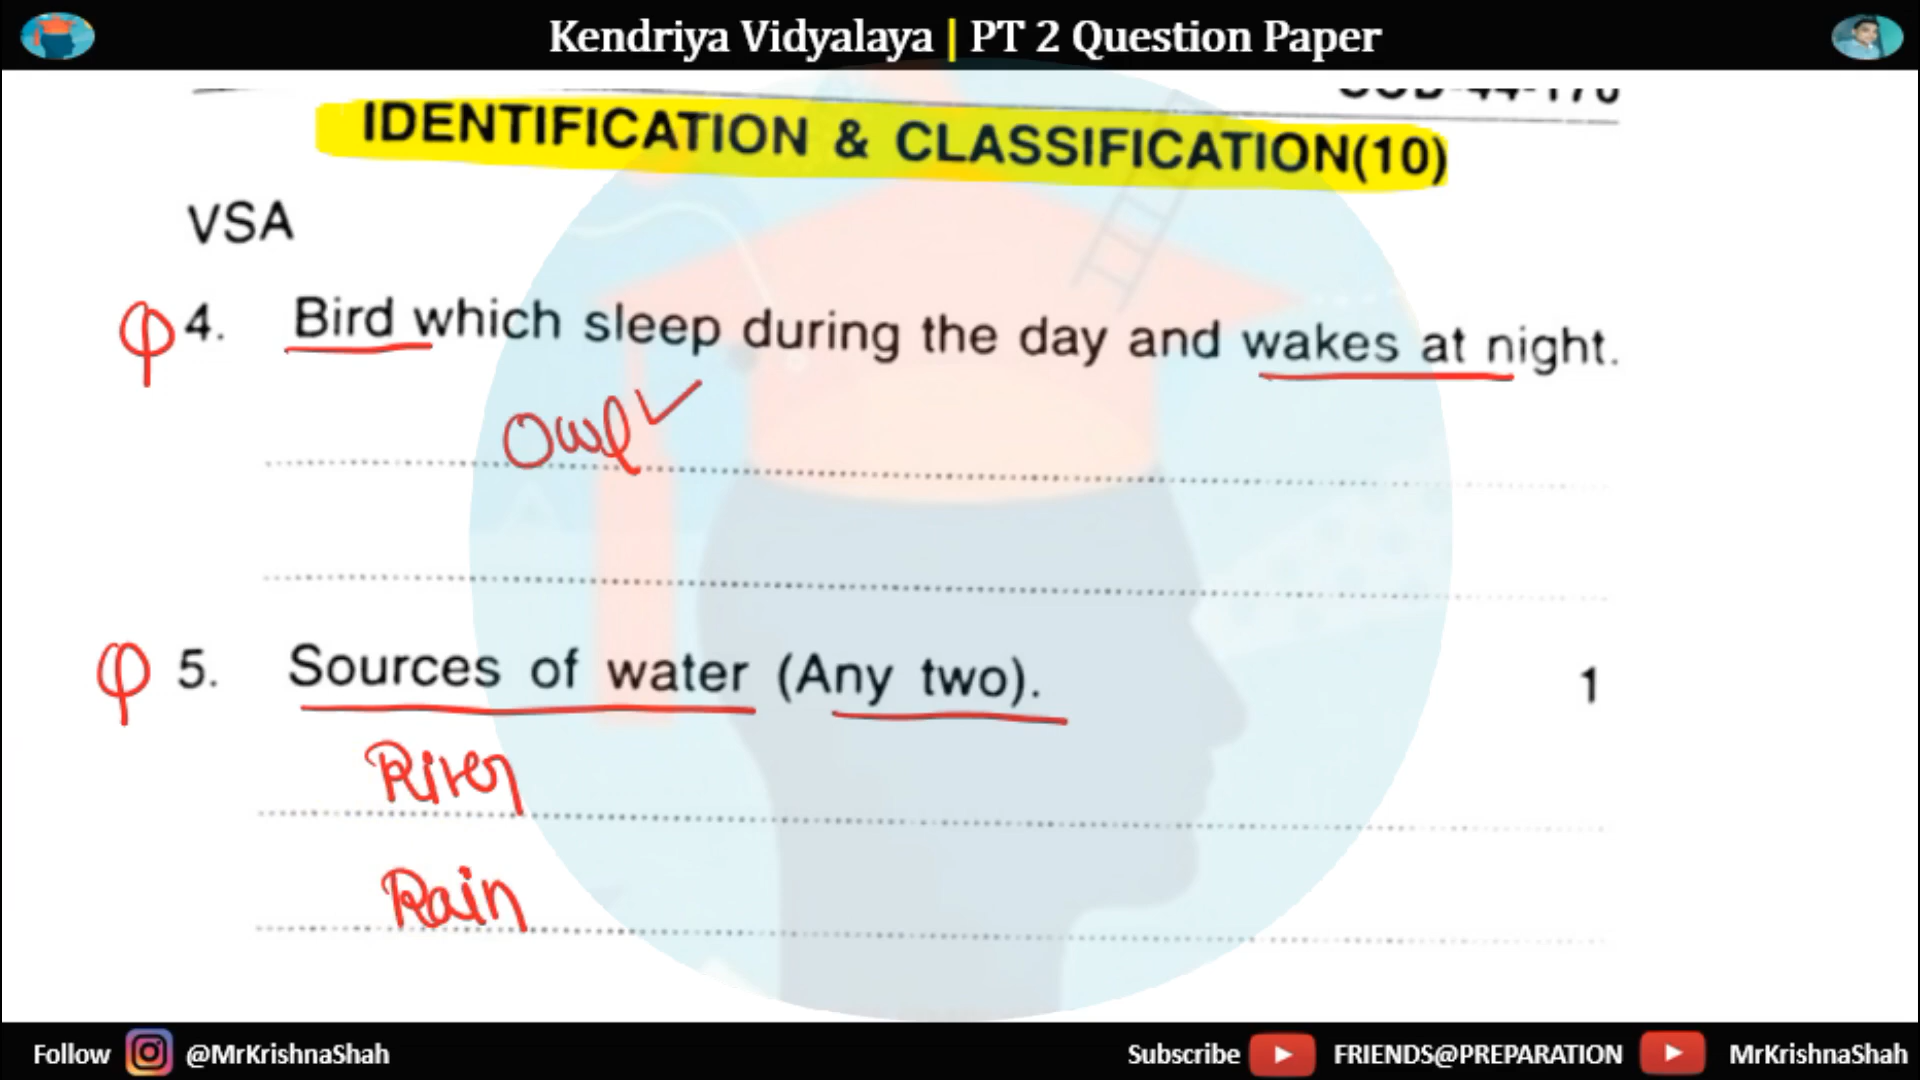 Kendriya Vidyalaya | PT 2 Question Paper
IDENTIFICATION & CLASSIFICATION(10)
VSA
4. Bird which sleep during the day and wakes at night.
Owl
5. Sources of water (Any two). 1
River
Rain
Follow @MrKrishnaShah Subscribe FRIENDS@PREPARATION MrKrishnaShah